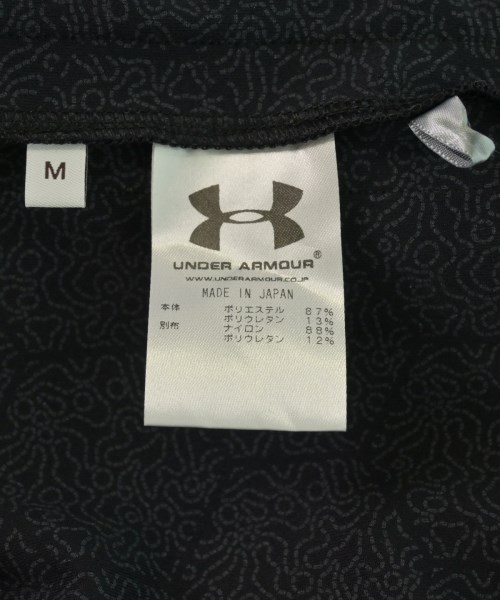 M
UNDER ARMOUR®
WWW.UNDERARMOUR.CO.JP
MADE IN JAPAN
本体 ポリエステル 87%
ポリウレタン 13%
別布 ナイロン 88%
ポリウレタン 12%